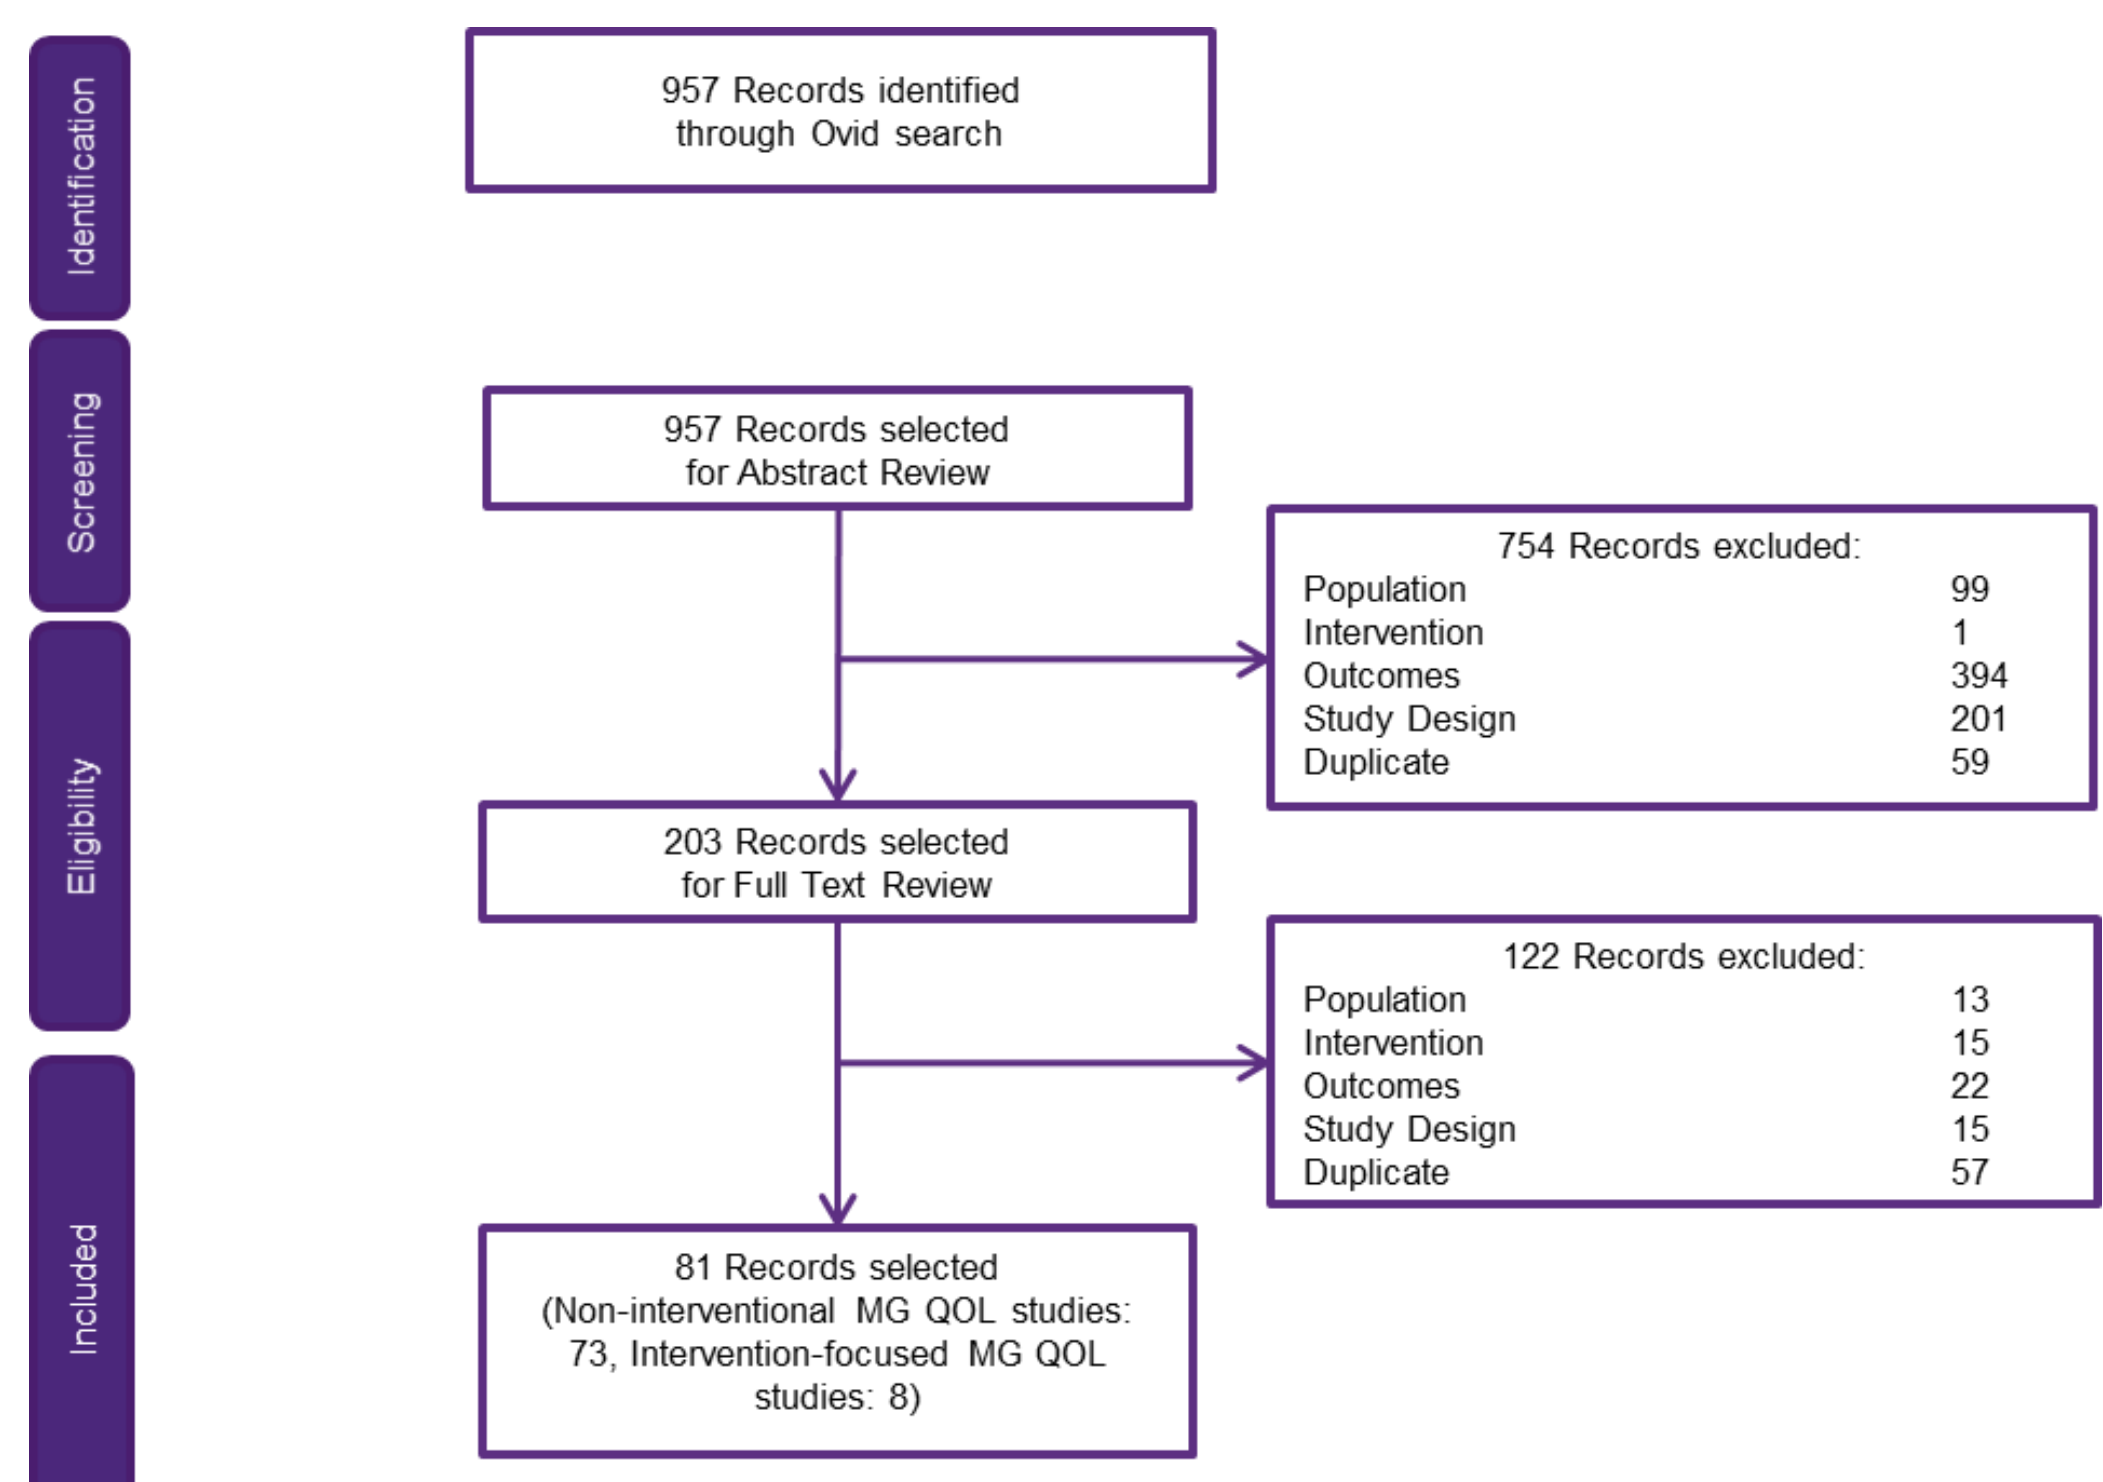 Identification
957 Records identified
through Ovid search
Screening
957 Records selected
for Abstract Review
754 Records excluded:
Population 99
Intervention 1
Outcomes 394
Study Design 201
Duplicate 59
Eligibility
203 Records selected
for Full Text Review
122 Records excluded:
Population 13
Intervention 15
Outcomes 22
Study Design 15
Duplicate 57
Included
81 Records selected
(Non-interventional MG QOL studies:
73, Intervention-focused MG QOL
studies: 8)